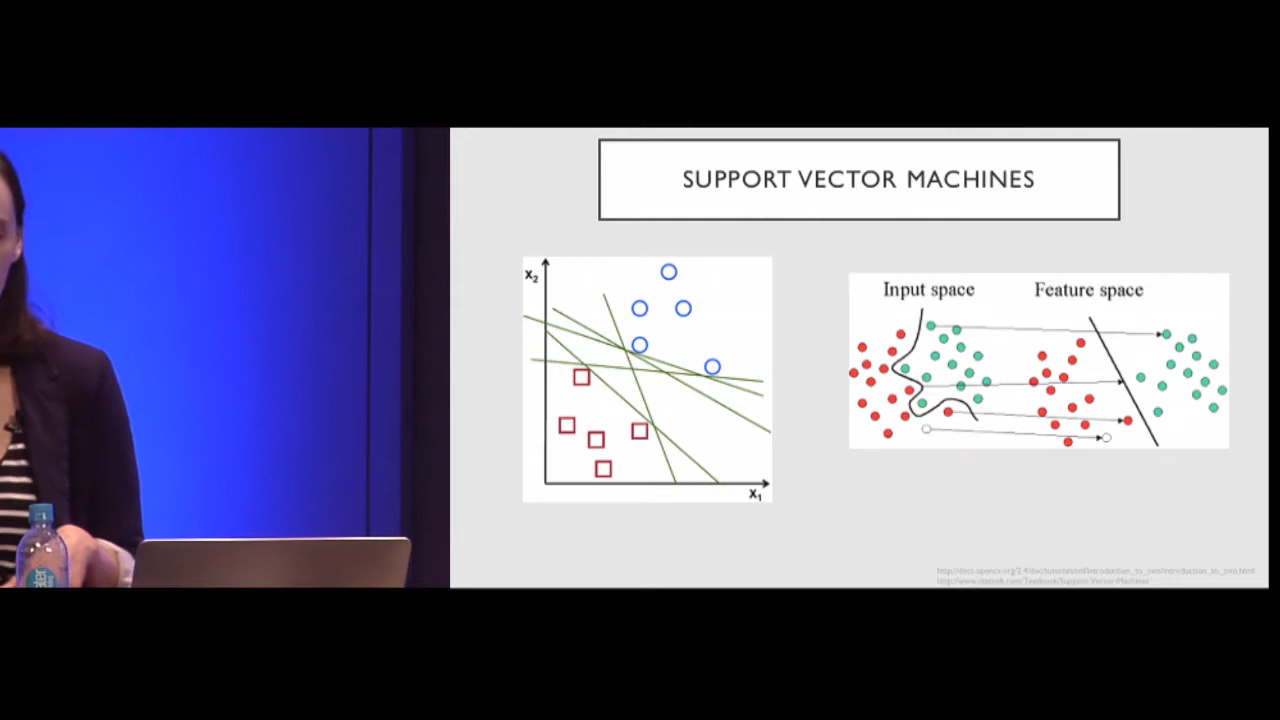 SUPPORT VECTOR MACHINES
x2
x1
Input space
Feature space